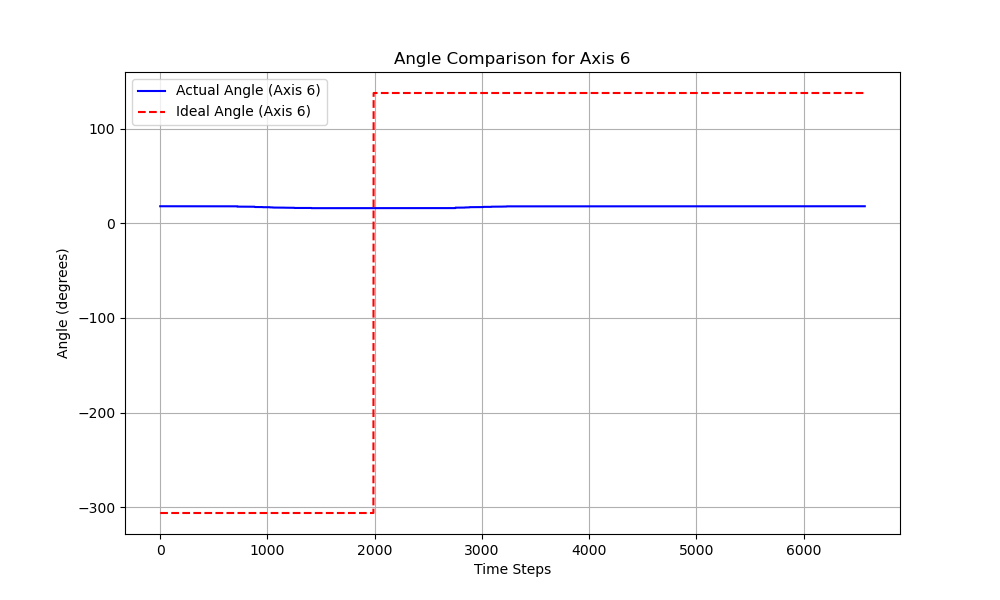 Angle Comparison for Axis 6
Actual Angle (Axis 6)
Ideal Angle (Axis 6)
100
0
−100
−200
−300
Angle (degrees)
0 1000 2000 3000 4000 5000 6000
Time Steps